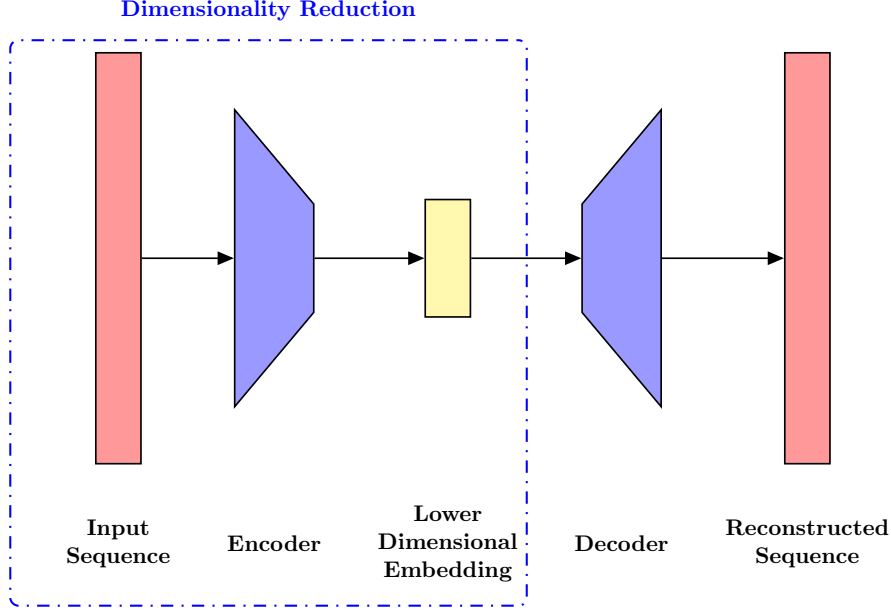 Dimensionality Reduction
Input
Sequence
Encoder
Lower
Dimensional
Embedding
Decoder
Reconstructed
Sequence